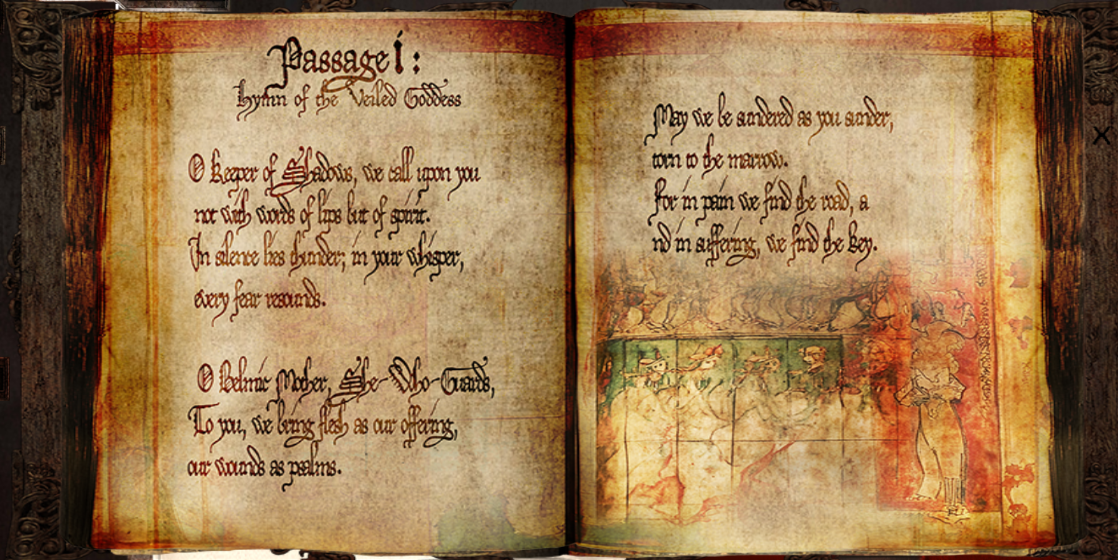 Passage 1:
Hymn of the Veiled Goddess
O Keeper of Shadows, we call upon you
not with words of lips but of spirit.
In silence lies thunder; in your whisper,
every fear resounds.
O Belmic Mother, She-Who-Guards,
To you, we bring flesh as our offering,
our wounds as psalms.
May we be sundered as you sunder,
torn to the marrow.
For in pain we find the road, a
nd in suffering, we find the key.